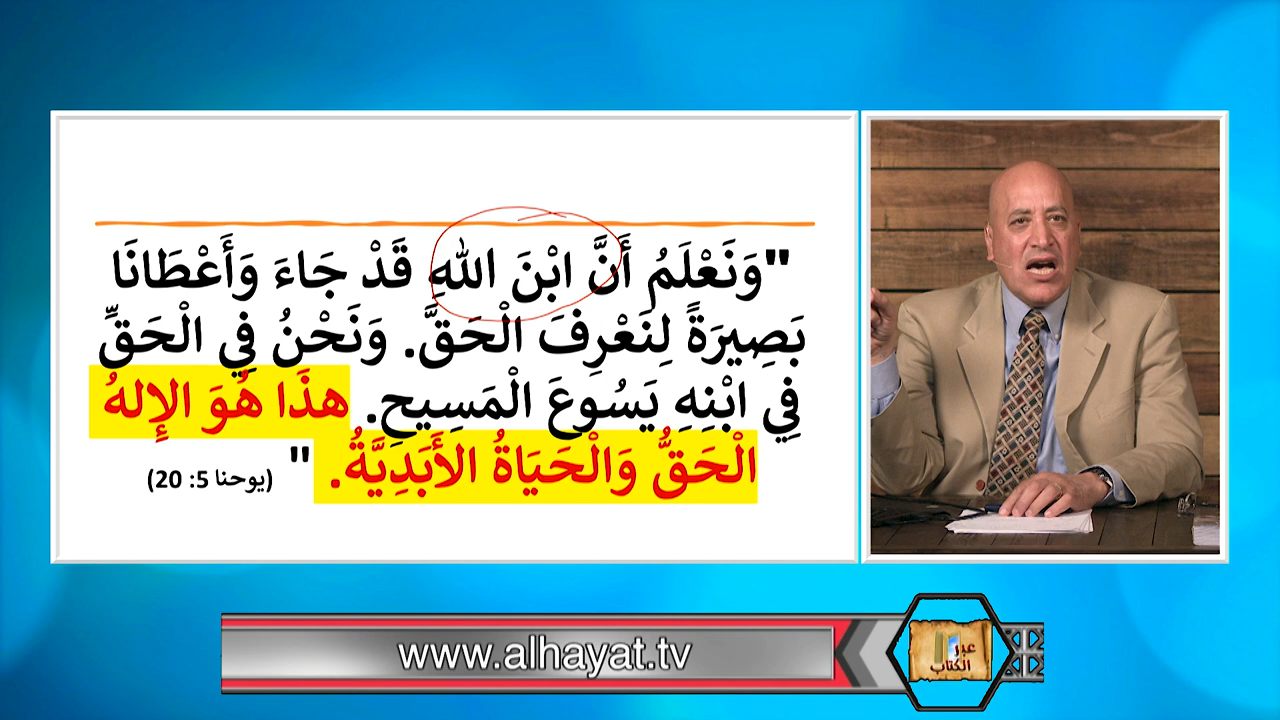 "وَنَعْلَمُ أَنَّ ابْنَ اللهِ قَدْ جَاءَ وَأَعْطَانَا
بَصِيرَةً لِنَعْرِفَ الْحَقَّ. وَنَحْنُ فِي الْحَقِّ
فِي ابْنِهِ يَسُوعَ الْمَسِيحِ. هذَا هُوَ الإِلهُ
الْحَقُّ وَالْحَيَاةُ الأَبَدِيَّةُ. " (يوحنا 5: 20)
www.alhayat.tv
عبر
الكتاب